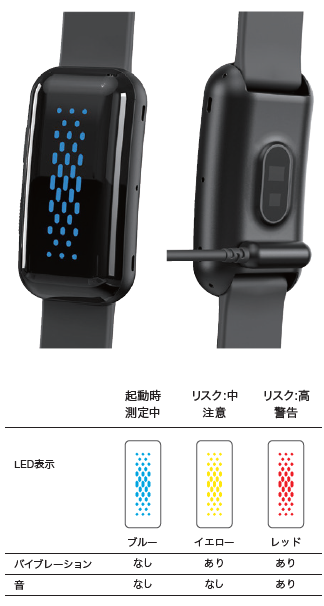 起動時 リスク:中 リスク:高
測定中 注意 警告
LED表示
ブルー イエロー レッド
バイブレーション なし あり あり
音 なし なし あり